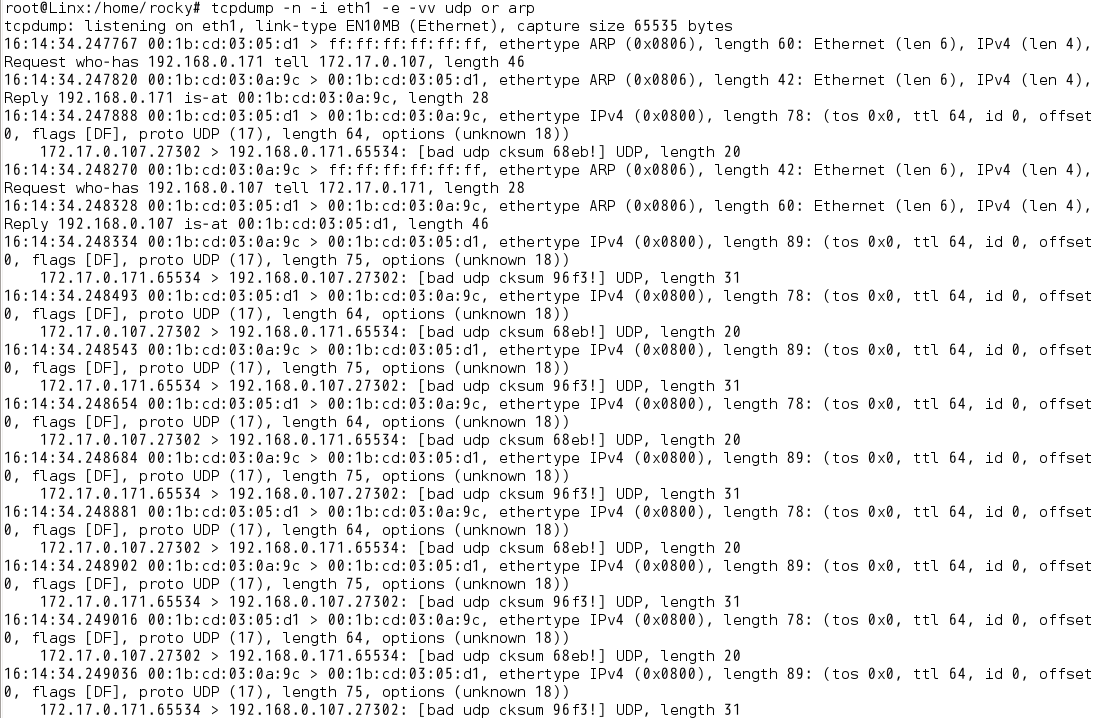 root@Linx:/home/rocky# tcpdump -n -i eth1 -e -vv udp or arp
tcpdump: listening on eth1, link-type EN10MB (Ethernet), capture size 65535 bytes
16:14:34.247767 00:1b:cd:03:05:d1 > ff:ff:ff:ff:ff:ff, ethertype ARP (0x0806), length 60: Ethernet (len 6), IPv4 (len 4),
Request who-has 192.168.0.171 tell 172.17.0.107, length 46
16:14:34.247820 00:1b:cd:03:0a:9c > 00:1b:cd:03:05:d1, ethertype ARP (0x0806), length 42: Ethernet (len 6), IPv4 (len 4),
Reply 192.168.0.171 is-at 00:1b:cd:03:0a:9c, length 28
16:14:34.247888 00:1b:cd:03:05:d1 > 00:1b:cd:03:0a:9c, ethertype IPv4 (0x0800), length 78: (tos 0x0, ttl 64, id 0, offset
0, flags [DF], proto UDP (17), length 64, options (unknown 18))
    172.17.0.107.27302 > 192.168.0.171.65534: [bad udp cksum 68eb!] UDP, length 20
16:14:34.248270 00:1b:cd:03:0a:9c > ff:ff:ff:ff:ff:ff, ethertype ARP (0x0806), length 42: Ethernet (len 6), IPv4 (len 4),
Request who-has 192.168.0.107 tell 172.17.0.171, length 28
16:14:34.248328 00:1b:cd:03:05:d1 > 00:1b:cd:03:0a:9c, ethertype ARP (0x0806), length 60: Ethernet (len 6), IPv4 (len 4),
Reply 192.168.0.107 is-at 00:1b:cd:03:05:d1, length 46
16:14:34.248334 00:1b:cd:03:0a:9c > 00:1b:cd:03:05:d1, ethertype IPv4 (0x0800), length 89: (tos 0x0, ttl 64, id 0, offset
0, flags [DF], proto UDP (17), length 75, options (unknown 18))
    172.17.0.171.65534 > 192.168.0.107.27302: [bad udp cksum 96f3!] UDP, length 31
16:14:34.248493 00:1b:cd:03:05:d1 > 00:1b:cd:03:0a:9c, ethertype IPv4 (0x0800), length 78: (tos 0x0, ttl 64, id 0, offset
0, flags [DF], proto UDP (17), length 64, options (unknown 18))
    172.17.0.107.27302 > 192.168.0.171.65534: [bad udp cksum 68eb!] UDP, length 20
16:14:34.248543 00:1b:cd:03:0a:9c > 00:1b:cd:03:05:d1, ethertype IPv4 (0x0800), length 89: (tos 0x0, ttl 64, id 0, offset
0, flags [DF], proto UDP (17), length 75, options (unknown 18))
    172.17.0.171.65534 > 192.168.0.107.27302: [bad udp cksum 96f3!] UDP, length 31
16:14:34.248654 00:1b:cd:03:05:d1 > 00:1b:cd:03:0a:9c, ethertype IPv4 (0x0800), length 78: (tos 0x0, ttl 64, id 0, offset
0, flags [DF], proto UDP (17), length 64, options (unknown 18))
    172.17.0.107.27302 > 192.168.0.171.65534: [bad udp cksum 68eb!] UDP, length 20
16:14:34.248684 00:1b:cd:03:0a:9c > 00:1b:cd:03:05:d1, ethertype IPv4 (0x0800), length 89: (tos 0x0, ttl 64, id 0, offset
0, flags [DF], proto UDP (17), length 75, options (unknown 18))
    172.17.0.171.65534 > 192.168.0.107.27302: [bad udp cksum 96f3!] UDP, length 31
16:14:34.248881 00:1b:cd:03:05:d1 > 00:1b:cd:03:0a:9c, ethertype IPv4 (0x0800), length 78: (tos 0x0, ttl 64, id 0, offset
0, flags [DF], proto UDP (17), length 64, options (unknown 18))
    172.17.0.107.27302 > 192.168.0.171.65534: [bad udp cksum 68eb!] UDP, length 20
16:14:34.248902 00:1b:cd:03:0a:9c > 00:1b:cd:03:05:d1, ethertype IPv4 (0x0800), length 89: (tos 0x0, ttl 64, id 0, offset
0, flags [DF], proto UDP (17), length 75, options (unknown 18))
    172.17.0.171.65534 > 192.168.0.107.27302: [bad udp cksum 96f3!] UDP, length 31
16:14:34.249016 00:1b:cd:03:05:d1 > 00:1b:cd:03:0a:9c, ethertype IPv4 (0x0800), length 78: (tos 0x0, ttl 64, id 0, offset
0, flags [DF], proto UDP (17), length 64, options (unknown 18))
    172.17.0.107.27302 > 192.168.0.171.65534: [bad udp cksum 68eb!] UDP, length 20
16:14:34.249036 00:1b:cd:03:0a:9c > 00:1b:cd:03:05:d1, ethertype IPv4 (0x0800), length 89: (tos 0x0, ttl 64, id 0, offset
0, flags [DF], proto UDP (17), length 75, options (unknown 18))
    172.17.0.171.65534 > 192.168.0.107.27302: [bad udp cksum 96f3!] UDP, length 31